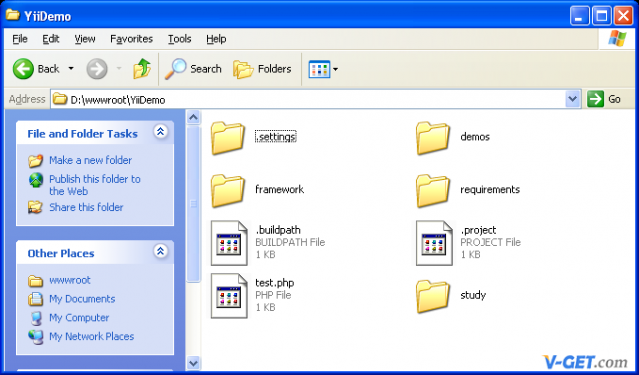 YiiDemo
File Edit View Favorites Tools Help
Back Search Folders
Address D:\wwwroot\YiiDemo Go
File and Folder Tasks
Make a new folder
Publish this folder to
the Web
Share this folder
Other Places
wwwroot
My Documents
My Computer
My Network Places
.settings demos
framework requirements
.buildpath .project
BUILDPATH File PROJECT File
1 KB 1 KB
test.php
PHP File study
1 KB
V-GET.com